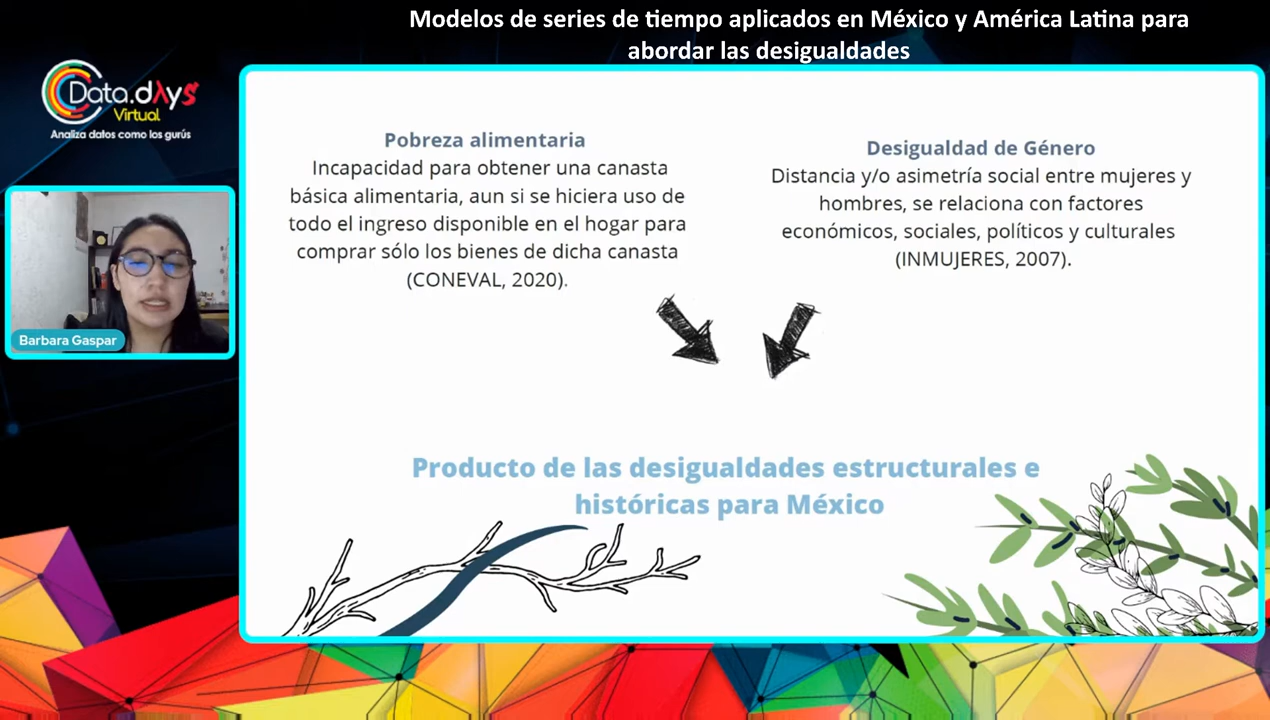 Modelos de series de tiempo aplicados en México y América Latina para
abordar las desigualdades
Data.dAys
Virtual
Analiza datos como los gurús
Barbara Gaspar
Pobreza alimentaria
Incapacidad para obtener una canasta
básica alimentaria, aun si se hiciera uso de
todo el ingreso disponible en el hogar para
comprar sólo los bienes de dicha canasta
(CONEVAL, 2020).
Desigualdad de Género
Distancia y/o asimetría social entre mujeres y
hombres, se relaciona con factores
económicos, sociales, políticos y culturales
(INMUJERES, 2007).
Producto de las desigualdades estructurales e
históricas para México